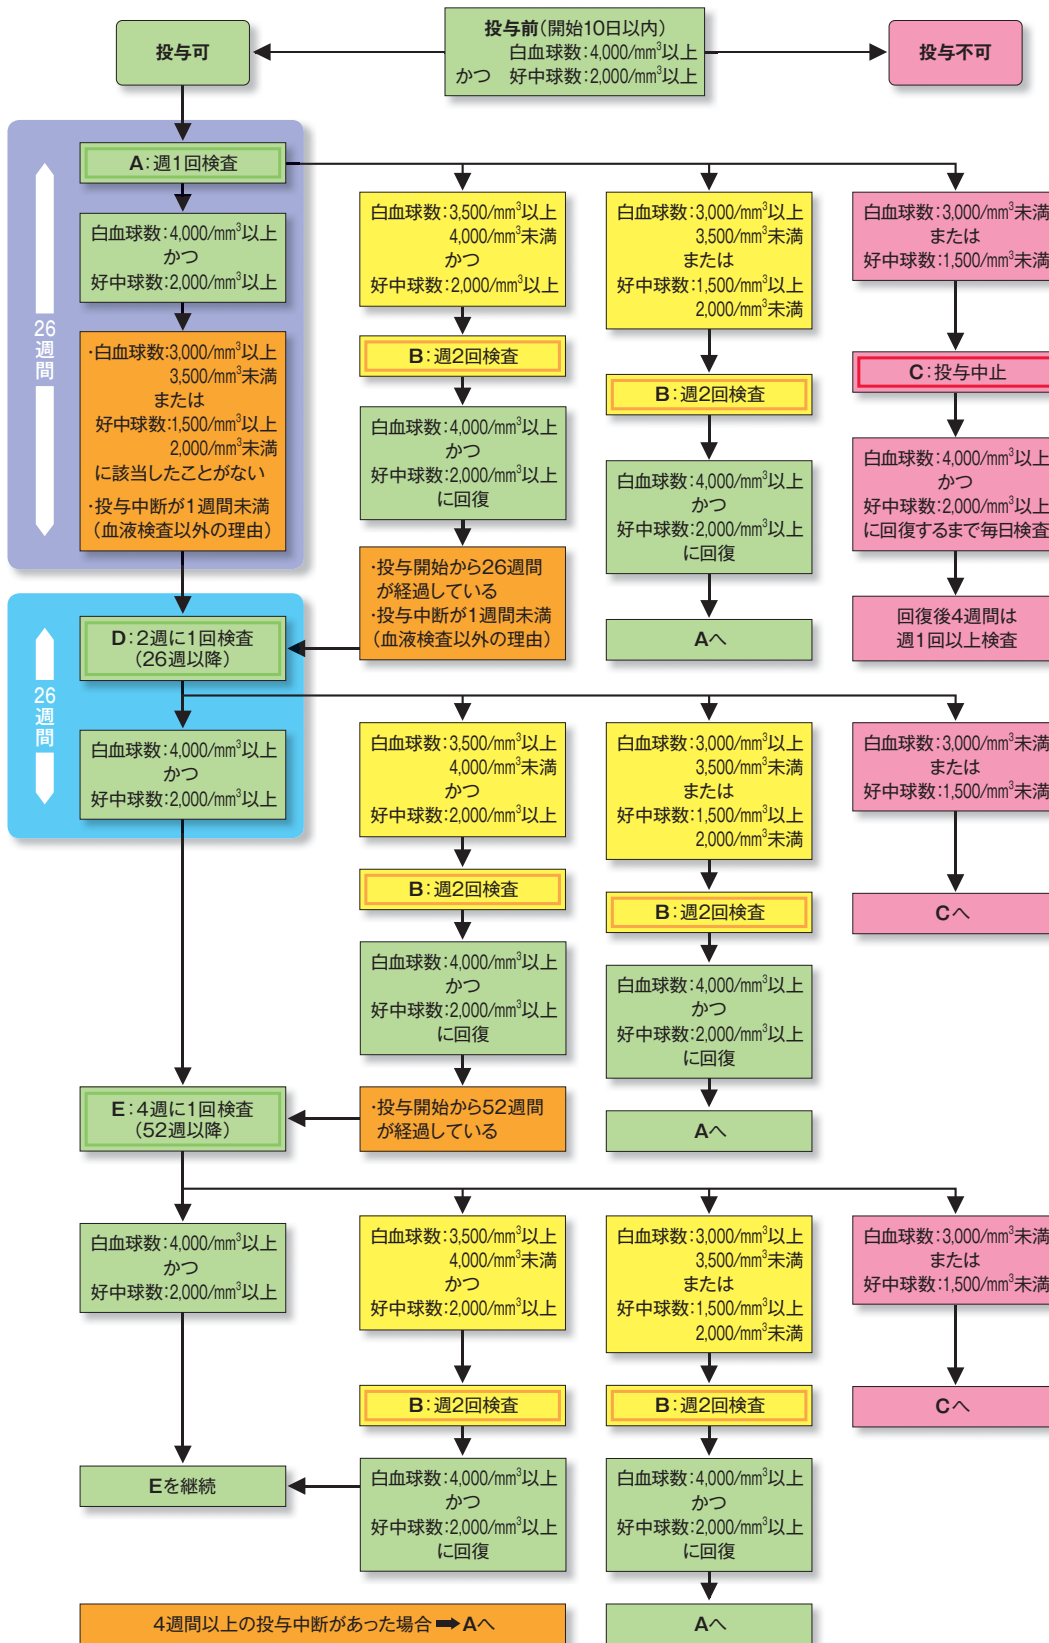 投与可
投与前(開始10日以内)
白血球数:4,000/mm³以上
かつ 好中球数:2,000/mm³以上
投与不可
26週間
A:週1回検査
白血球数:4,000/mm³以上
かつ
好中球数:2,000/mm³以上
・白血球数:3,000/mm³以上
3,500/mm³未満
または
好中球数:1,500/mm³以上
2,000/mm³未満
に該当したことがない
・投与中断が1週間未満
(血液検査以外の理由)
白血球数:3,500/mm³以上
4,000/mm³未満
かつ
好中球数:2,000/mm³以上
B:週2回検査
白血球数:4,000/mm³以上
かつ
好中球数:2,000/mm³以上
に回復
・投与開始から26週間
が経過している
・投与中断が1週間未満
(血液検査以外の理由)
白血球数:3,000/mm³以上
3,500/mm³未満
または
好中球数:1,500/mm³以上
2,000/mm³未満
B:週2回検査
白血球数:4,000/mm³以上
かつ
好中球数:2,000/mm³以上
に回復
Aへ
白血球数:3,000/mm³未満
または
好中球数:1,500/mm³未満
C:投与中止
白血球数:4,000/mm³以上
かつ
好中球数:2,000/mm³以上
に回復するまで毎日検査
回復後4週間は
週1回以上検査
26週間
D:2週に1回検査
(26週以降)
白血球数:4,000/mm³以上
かつ
好中球数:2,000/mm³以上
白血球数:3,500/mm³以上
4,000/mm³未満
かつ
好中球数:2,000/mm³以上
B:週2回検査
白血球数:4,000/mm³以上
かつ
好中球数:2,000/mm³以上
に回復
・投与開始から52週間
が経過している
白血球数:3,000/mm³以上
3,500/mm³未満
または
好中球数:1,500/mm³以上
2,000/mm³未満
B:週2回検査
白血球数:4,000/mm³以上
かつ
好中球数:2,000/mm³以上
に回復
Aへ
白血球数:3,000/mm³未満
または
好中球数:1,500/mm³未満
Cへ
E:4週に1回検査
(52週以降)
白血球数:4,000/mm³以上
かつ
好中球数:2,000/mm³以上
Eを継続
白血球数:3,500/mm³以上
4,000/mm³未満
かつ
好中球数:2,000/mm³以上
B:週2回検査
白血球数:4,000/mm³以上
かつ
好中球数:2,000/mm³以上
に回復
白血球数:3,000/mm³以上
3,500/mm³未満
または
好中球数:1,500/mm³以上
2,000/mm³未満
B:週2回検査
白血球数:4,000/mm³以上
かつ
好中球数:2,000/mm³以上
に回復
Aへ
白血球数:3,000/mm³未満
または
好中球数:1,500/mm³未満
Cへ
4週間以上の投与中断があった場合➡Aへ